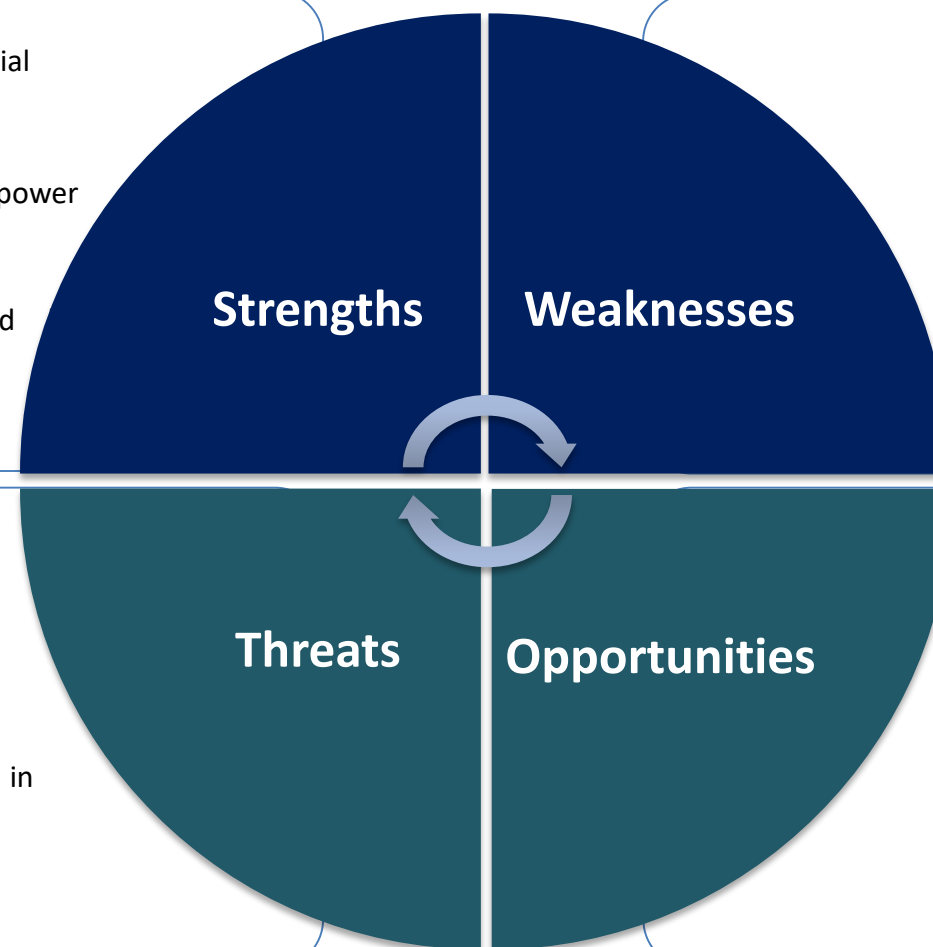 ial
power
Strengths Weaknesses
d
Threats Opportunities
in